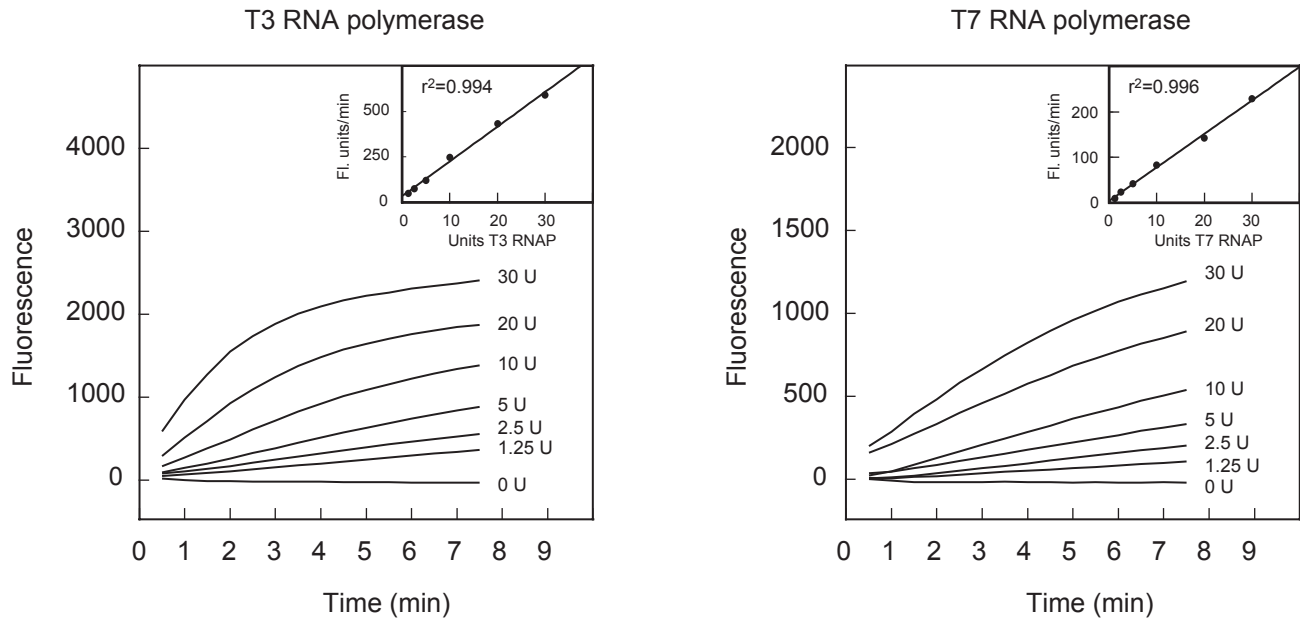 T3 RNA polymerase
Fluorescence
4000
3000
2000
1000
0
0 1 2 3 4 5 6 7 8 9
Time (min)
r²=0.994
Fl. units/min
500
250
0
0 10 20 30
Units T3 RNAP
30 U
20 U
10 U
5 U
2.5 U
1.25 U
0 U
T7 RNA polymerase
Fluorescence
2000
1500
1000
500
0
0 1 2 3 4 5 6 7 8 9
Time (min)
r²=0.996
Fl. units/min
200
100
0
0 10 20 30
Units T7 RNAP
30 U
20 U
10 U
5 U
2.5 U
1.25 U
0 U